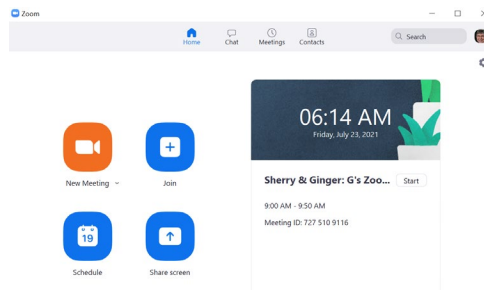 Zoom
Home
Chat
Meetings
Contacts
Search
06:14 AM
Friday, July 23, 2021
New Meeting
Join
Sherry & Ginger: G's Zoo...
Start
9:00 AM - 9:50 AM
Meeting ID: 727 510 9116
19
Schedule
Share screen